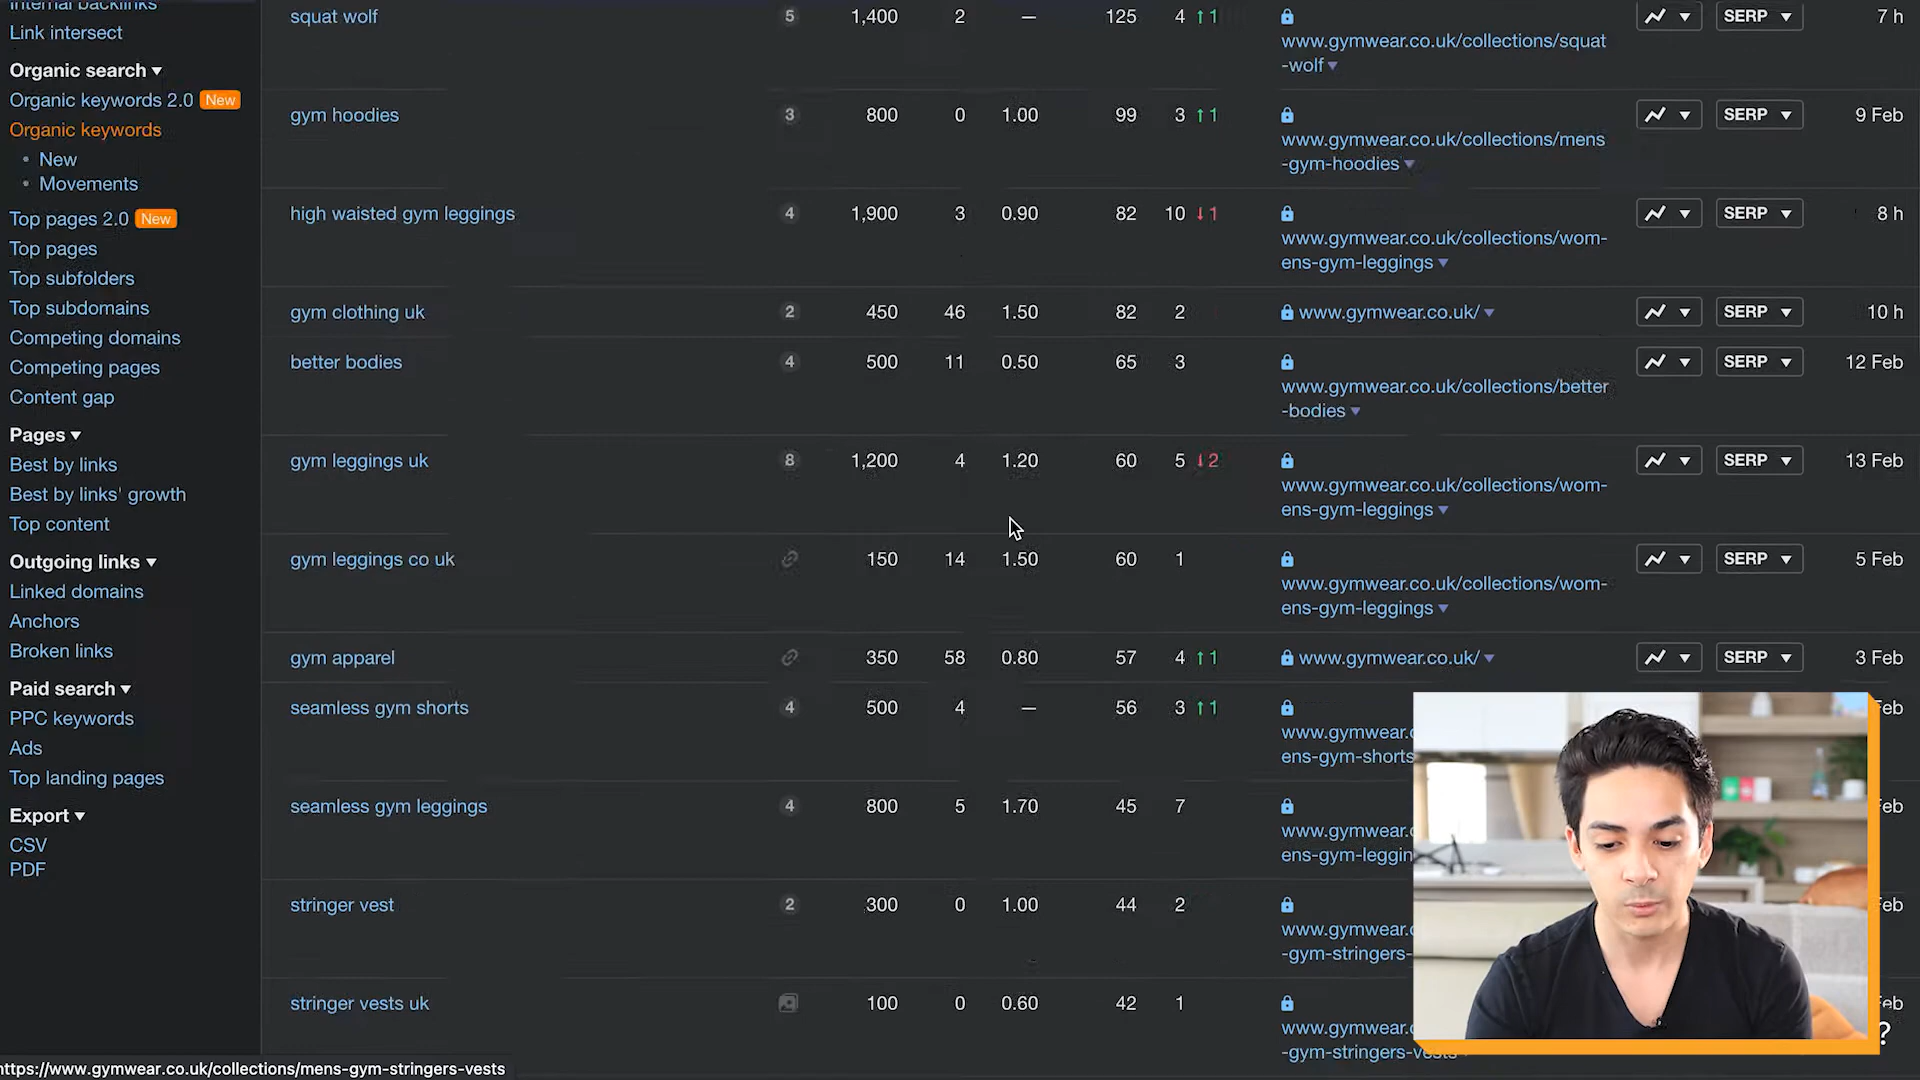 Internal backlinks
Link intersect
Organic search
Organic keywords 2.0 New
Organic keywords
New
Movements
Top pages 2.0 New
Top pages
Top subfolders
Top subdomains
Competing domains
Competing pages
Content gap
Pages
Best by links
Best by links' growth
Top content
Outgoing links
Linked domains
Anchors
Broken links
Paid search
PPC keywords
Ads
Top landing pages
Export
CSV
PDF
squat wolf 5 1,400 2 — 125 4 ↑1 SERP 7 h
www.gymwear.co.uk/collections/squat
-wolf
gym hoodies 3 800 0 1.00 99 3 ↑1 SERP 9 Feb
www.gymwear.co.uk/collections/mens
-gym-hoodies
high waisted gym leggings 4 1,900 3 0.90 82 10 ↓1 SERP 8 h
www.gymwear.co.uk/collections/wom-
ens-gym-leggings
gym clothing uk 2 450 46 1.50 82 2 www.gymwear.co.uk/ SERP 10 h
better bodies 4 500 11 0.50 65 3 SERP 12 Feb
www.gymwear.co.uk/collections/better
-bodies
gym leggings uk 8 1,200 4 1.20 60 5 ↓2 SERP 13 Feb
www.gymwear.co.uk/collections/wom-
ens-gym-leggings
gym leggings co uk 150 14 1.50 60 1 SERP 5 Feb
www.gymwear.co.uk/collections/wom-
ens-gym-leggings
gym apparel 350 58 0.80 57 4 ↑1 www.gymwear.co.uk/ SERP 3 Feb
seamless gym shorts 4 500 4 — 56 3 ↑1 Feb
www.gymwear.c
ens-gym-shorts
seamless gym leggings 4 800 5 1.70 45 7 Feb
www.gymwear.c
ens-gym-leggin
stringer vest 2 300 0 1.00 44 2 Feb
www.gymwear.c
-gym-stringers-
stringer vests uk 100 0 0.60 42 1 Feb
www.gymwear.c
-gym-stringers-vests
?
https://www.gymwear.co.uk/collections/mens-gym-stringers-vests